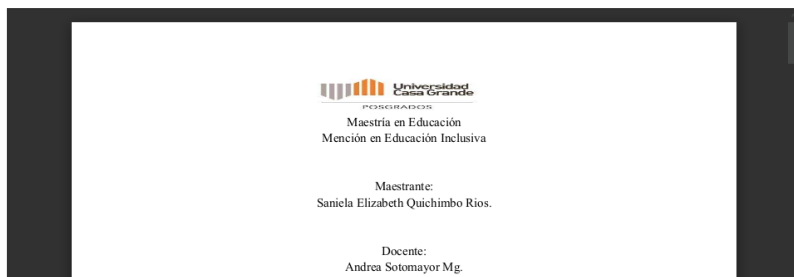 Universidad
Casa Grande
POSGRADOS
Maestría en Educación
Mención en Educación Inclusiva
Maestrante:
Saniela Elizabeth Quichimbo Rios.
Docente:
Andrea Sotomayor Mg.